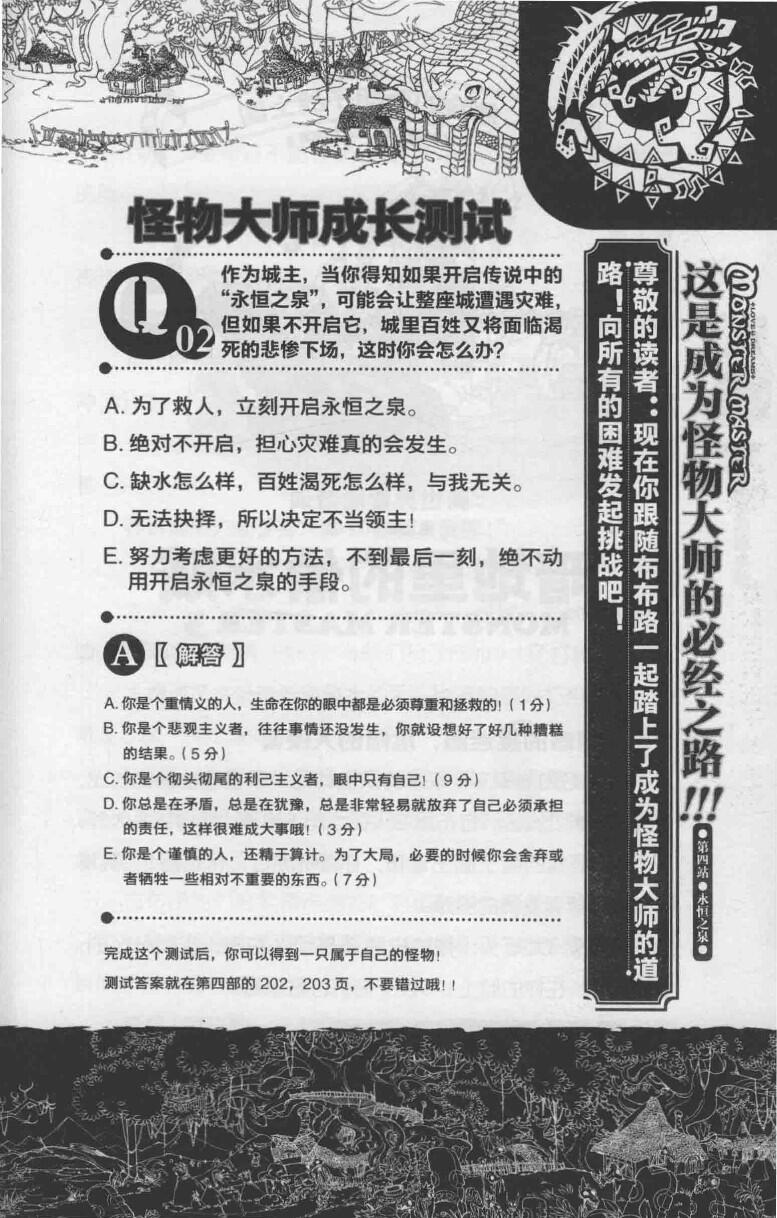 怪物大师成长测试
Q 02
作为城主，当你得知如果开启传说中的
“永恒之泉”，可能会让整座城遭遇灾难，
但如果不开启它，城里百姓又将面临渴
死的悲惨下场，这时你会怎么办？
A. 为了救人，立刻开启永恒之泉。
B. 绝对不开启，担心灾难真的会发生。
C. 缺水怎么样，百姓渴死怎么样，与我无关。
D. 无法抉择，所以决定不当领主！
E. 努力考虑更好的方法，不到最后一刻，绝不动
用开启永恒之泉的手段。
A【解答】
A. 你是个重情义的人，生命在你的眼中都是必须尊重和拯救的！（1分）
B. 你是个悲观主义者，往往事情还没发生，你就设想好了好几种糟糕
的结果。（5分）
C. 你是个彻头彻尾的利己主义者，眼中只有自己！（9分）
D. 你总是在矛盾，总是在犹豫，总是非常轻易就放弃了自己必须承担
的责任，这样很难成大事哦！（3分）
E. 你是个谨慎的人，还精于算计。为了大局，必要的时候你会舍弃或
者牺牲一些相对不重要的东西。（7分）
完成这个测试后，你可以得到一只属于自己的怪物！
测试答案就在第四部的202，203页，不要错过哦！！
MONSTER MASTER
+LOVE & DREAMS+
这是成为怪物大师的必经之路!!!
●第四站●永恒之泉●
尊敬的读者：现在你跟随布布路一起踏上了成为怪物大师的道
路！向所有的困难发起挑战吧！